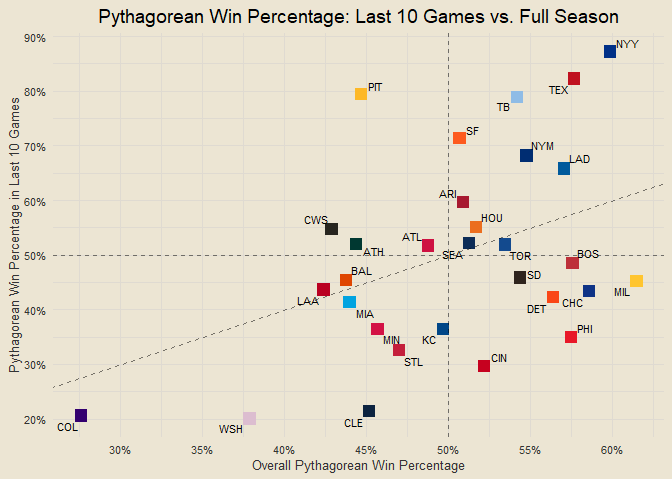 Pythagorean Win Percentage: Last 10 Games vs. Full Season
90%
80%
70%
60%
50%
40%
30%
20%
Pythagorean Win Percentage in Last 10 Games
NYY
TEX
PIT
TB
SF
NYM
LAD
ARI
HOU
CWS
ATL
ATH
SEA
TOR
BOS
BAL
SD
MIL
LAA
CHC
DET
MIA
MIN
KC
PHI
STL
CIN
COL
WSH
CLE
30%
35%
40%
45%
50%
55%
60%
Overall Pythagorean Win Percentage